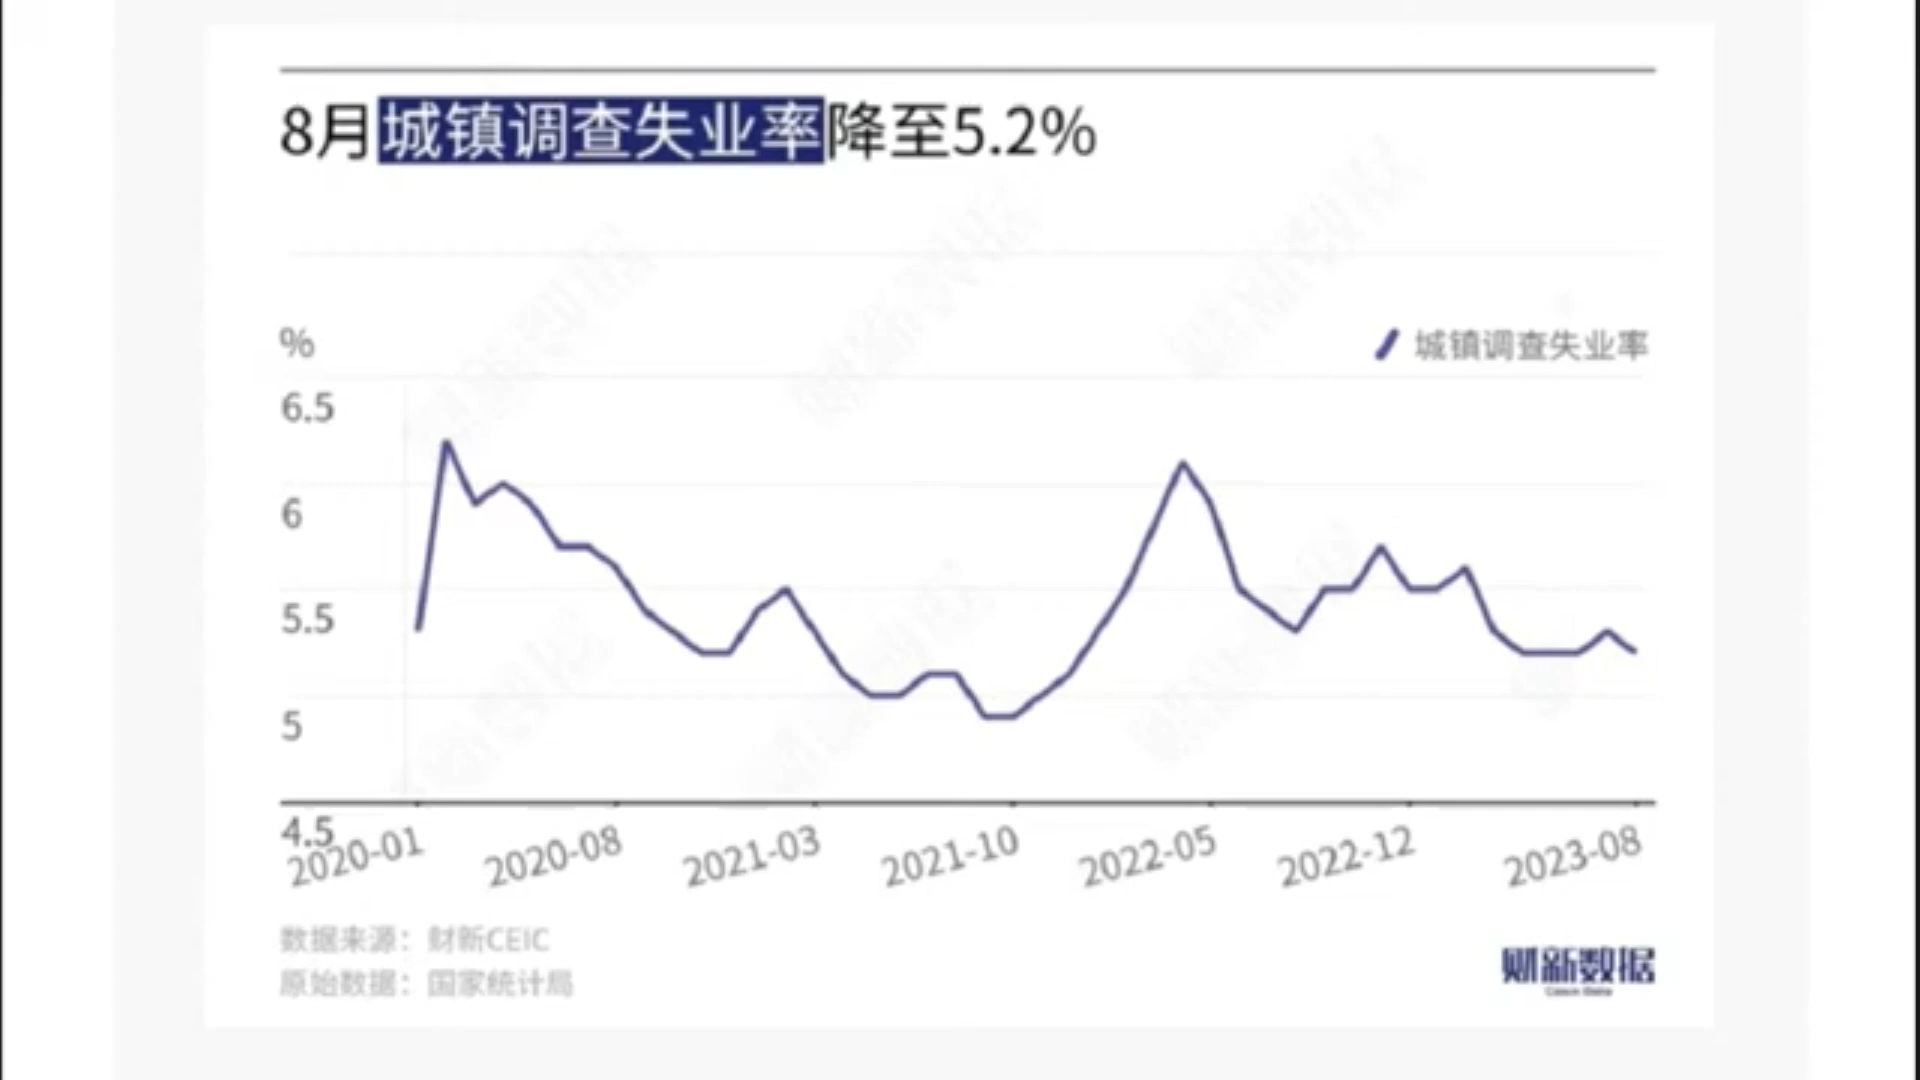 8月城镇调查失业率降至5.2%
%
城镇调查失业率
6.5
6
5.5
5
4.5
2020-01
2020-08
2021-03
2021-10
2022-05
2022-12
2023-08
数据来源：财新CEIC
原始数据：国家统计局
财新数据
Caixin Data